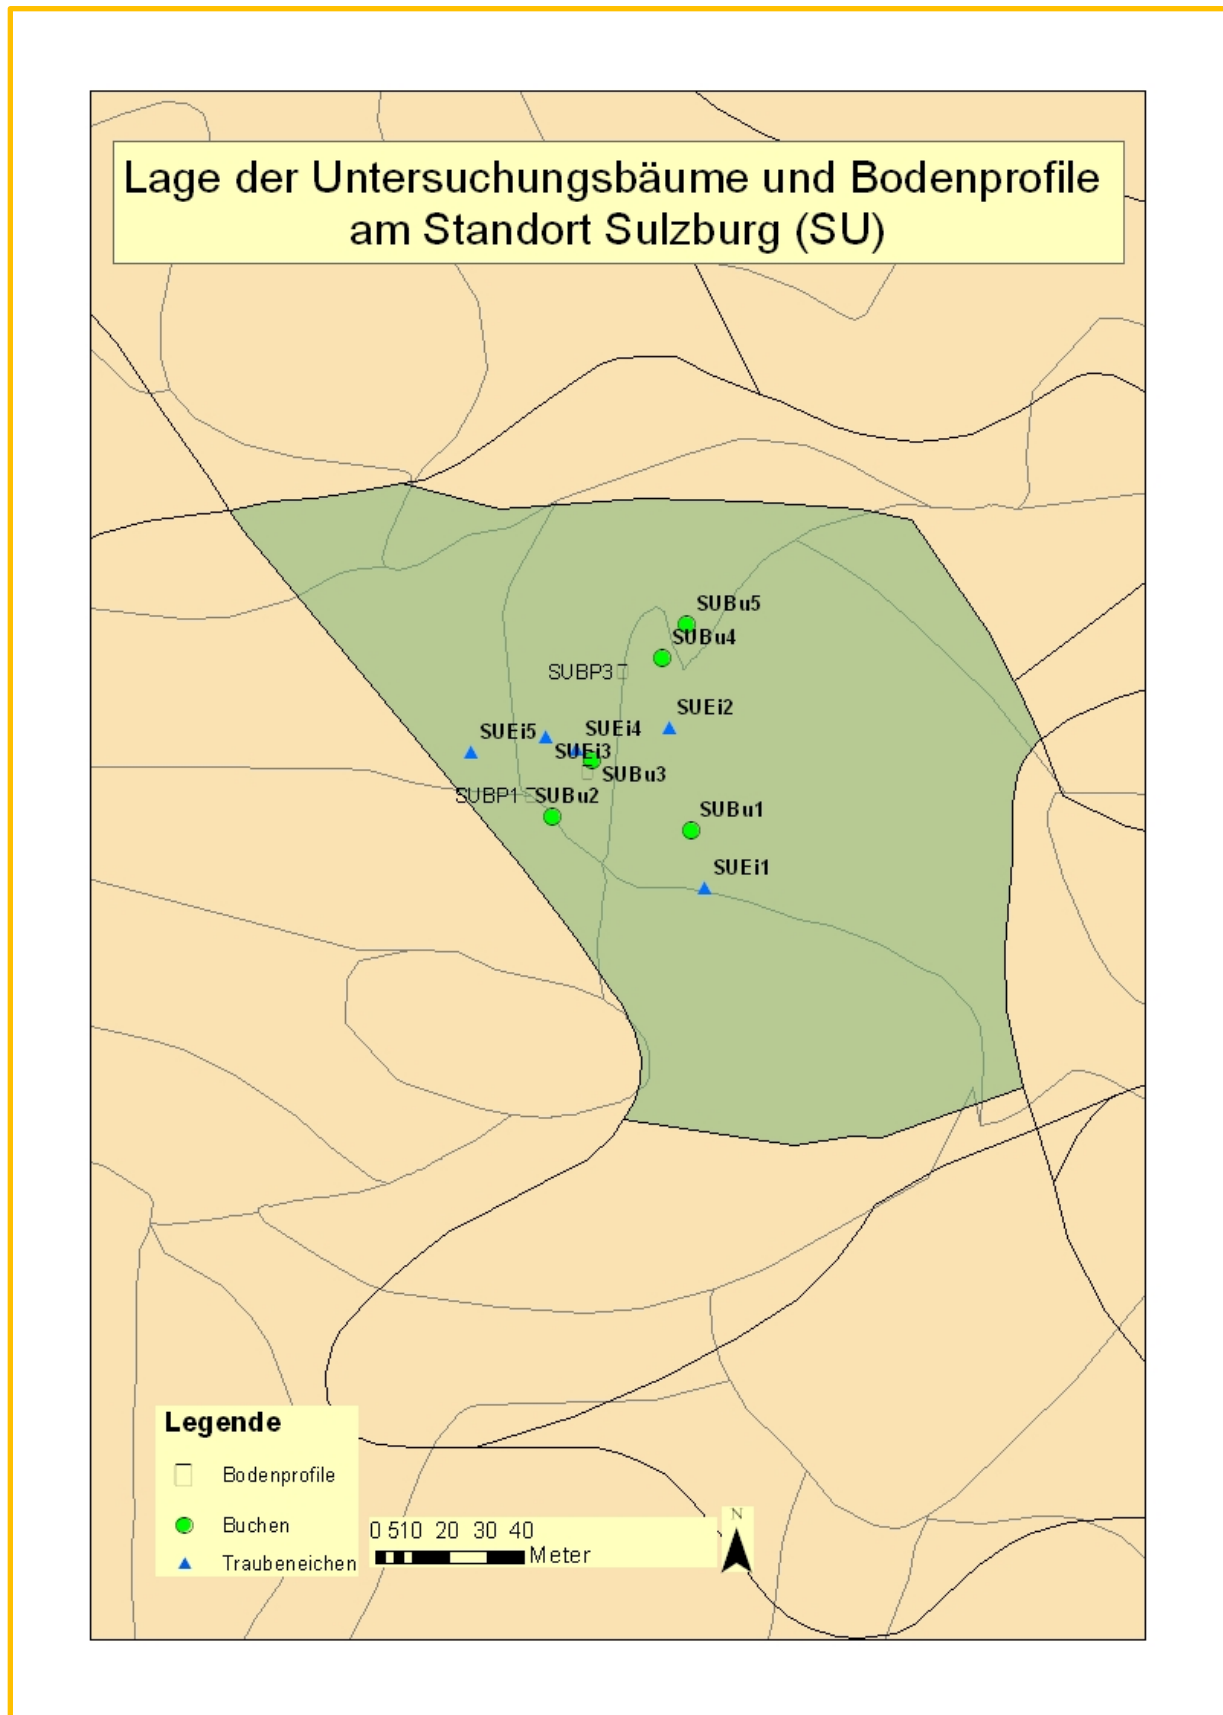 Lage der Untersuchungsbäume und Bodenprofile
am Standort Sulzburg (SU)
SUBu5
SUBu4
SUBP3
SUEi2
SUEi5
SUEi4
SUEi3
SUBu3
SUBP1
SUBu2
SUBu1
SUEi1
Legende
Bodenprofile
Buchen
Traubeneichen
0 510 20 30 40
Meter
N